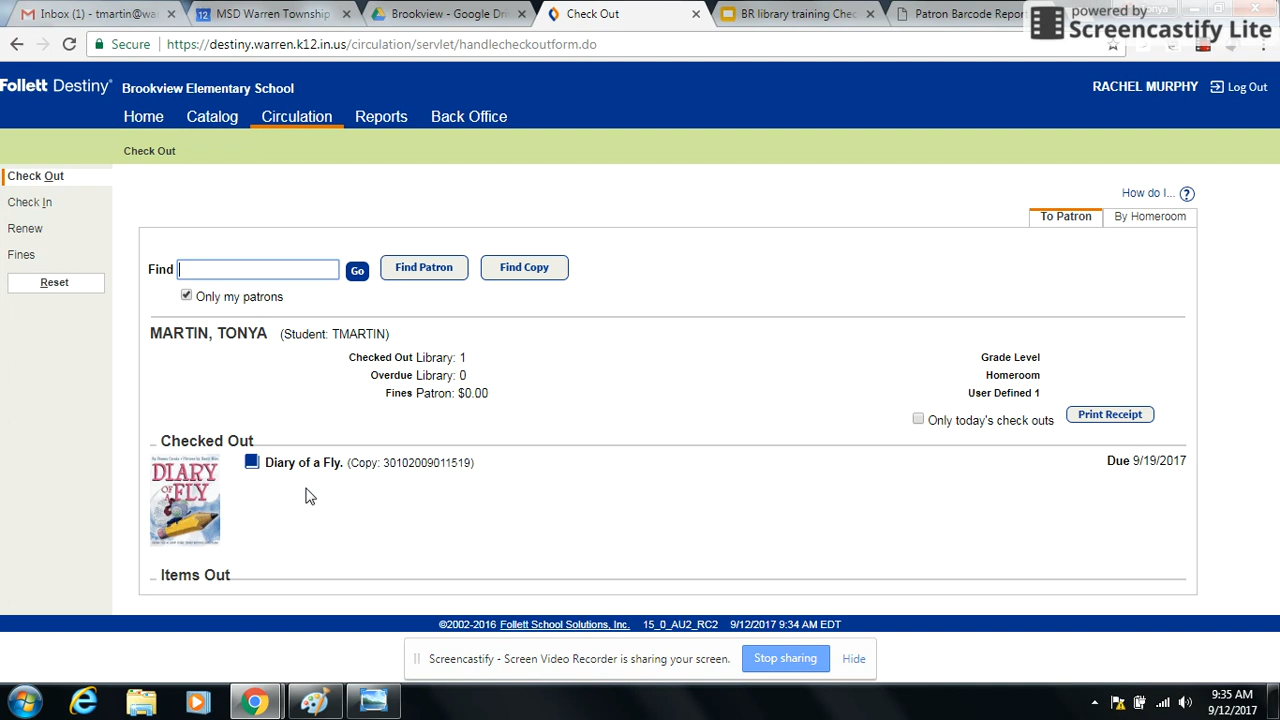 Inbox (1) - tmartin@wa
MSD Warren Township
Brookview - Google Dri
Check Out
BR library training Chec
Patron Barcode Repor
powered by
Screencastify Lite
Secure
https://destiny.warren.k12.in.us/circulation/servlet/handlecheckoutform.do
Follett Destiny
Brookview Elementary School
RACHEL MURPHY
Log Out
Home
Catalog
Circulation
Reports
Back Office
Check Out
Check Out
Check In
Renew
Fines
Reset
How do I... ?
To Patron
By Homeroom
Find
Go
Find Patron
Find Copy
Only my patrons
MARTIN, TONYA (Student: TMARTIN)
Checked Out Library: 1
Grade Level
Overdue Library: 0
Homeroom
Fines Patron: $0.00
User Defined 1
Only today's check outs
Print Receipt
Checked Out
DIARY
OF A
FLY
Diary of a Fly. (Copy: 30102009011519)
Due 9/19/2017
Items Out
©2002-2016 Follett School Solutions, Inc. 15_0_AU2_RC2 9/12/2017 9:34 AM EDT
Screencastify - Screen Video Recorder is sharing your screen.
Stop sharing
Hide
9:35 AM
9/12/2017